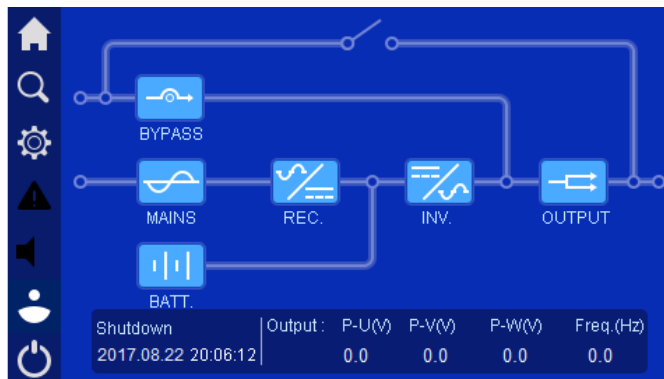 BYPASS
MAINS REC. INV. OUTPUT
BATT.
Shutdown Output : P-U(V) P-V(V) P-W(V) Freq.(Hz)
2017.08.22 20:06:12 0.0 0.0 0.0 0.0